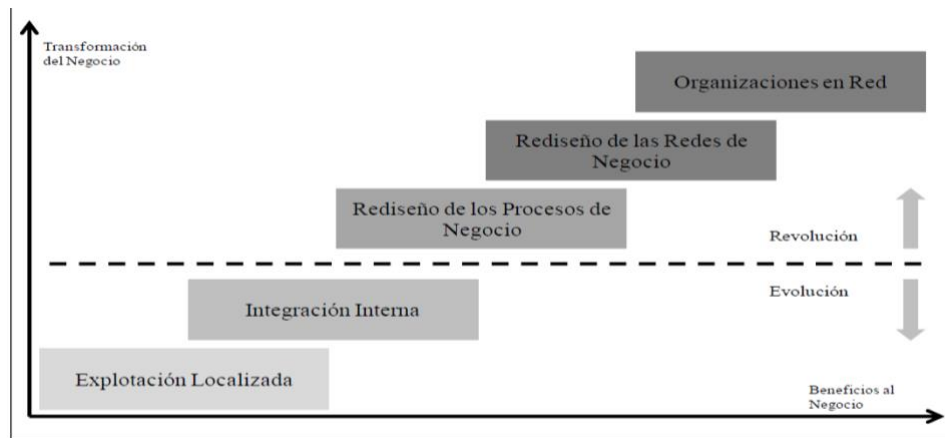 Transformación
del Negocio
Organizaciones en Red
Rediseño de las Redes de
Negocio
Rediseño de los Procesos de
Negocio
Revolución
Evolución
Integración Interna
Explotación Localizada
Beneficios al
Negocio